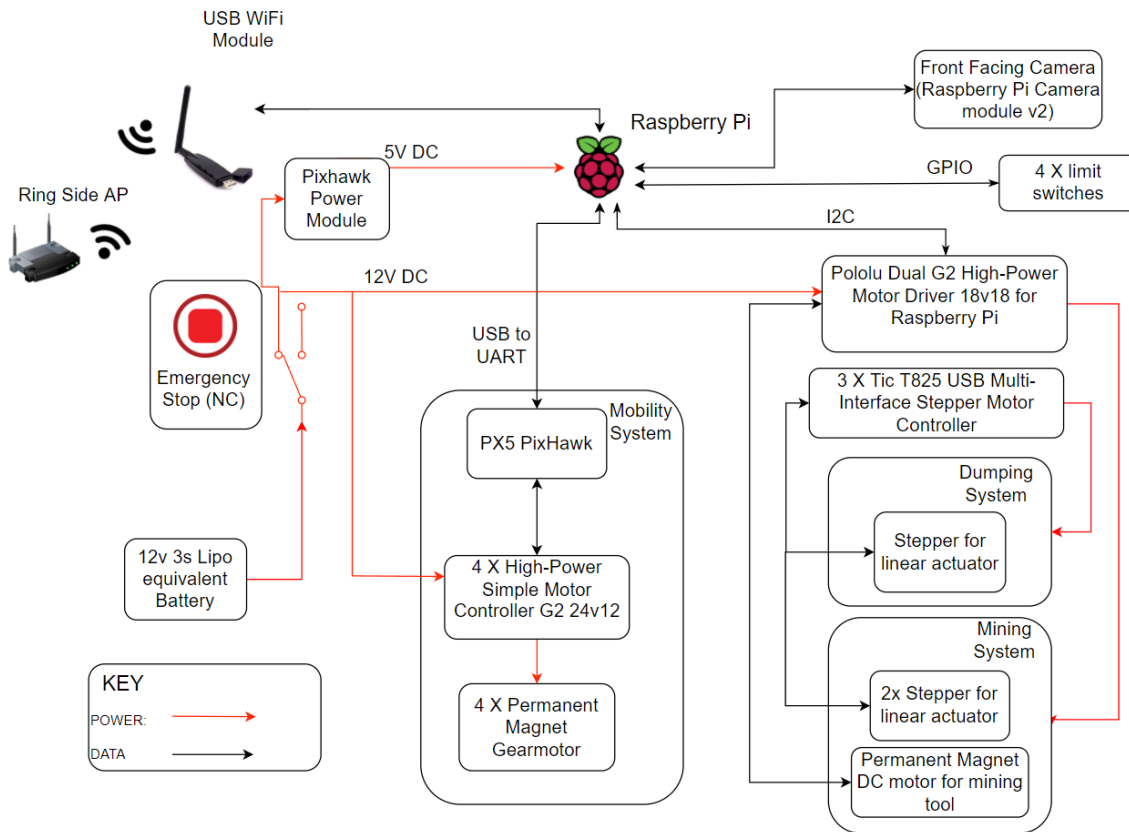 USB WiFi
Module
Ring Side AP
Pixhawk
Power
Module
5V DC
Raspberry Pi
Front Facing Camera
(Raspberry Pi Camera
module v2)
GPIO
4 X limit
switches
I2C
12V DC
Pololu Dual G2 High-Power
Motor Driver 18v18 for
Raspberry Pi
Emergency
Stop (NC)
USB to
UART
3 X Tic T825 USB Multi-
Interface Stepper Motor
Controller
Mobility
System
PX5 PixHawk
Dumping
System
Stepper for
linear actuator
12v 3s Lipo
equivalent
Battery
4 X High-Power
Simple Motor
Controller G2 24v12
Mining
System
2x Stepper for
linear actuator
4 X Permanent
Magnet
Gearmotor
Permanent Magnet
DC motor for mining
tool
KEY
POWER:
DATA